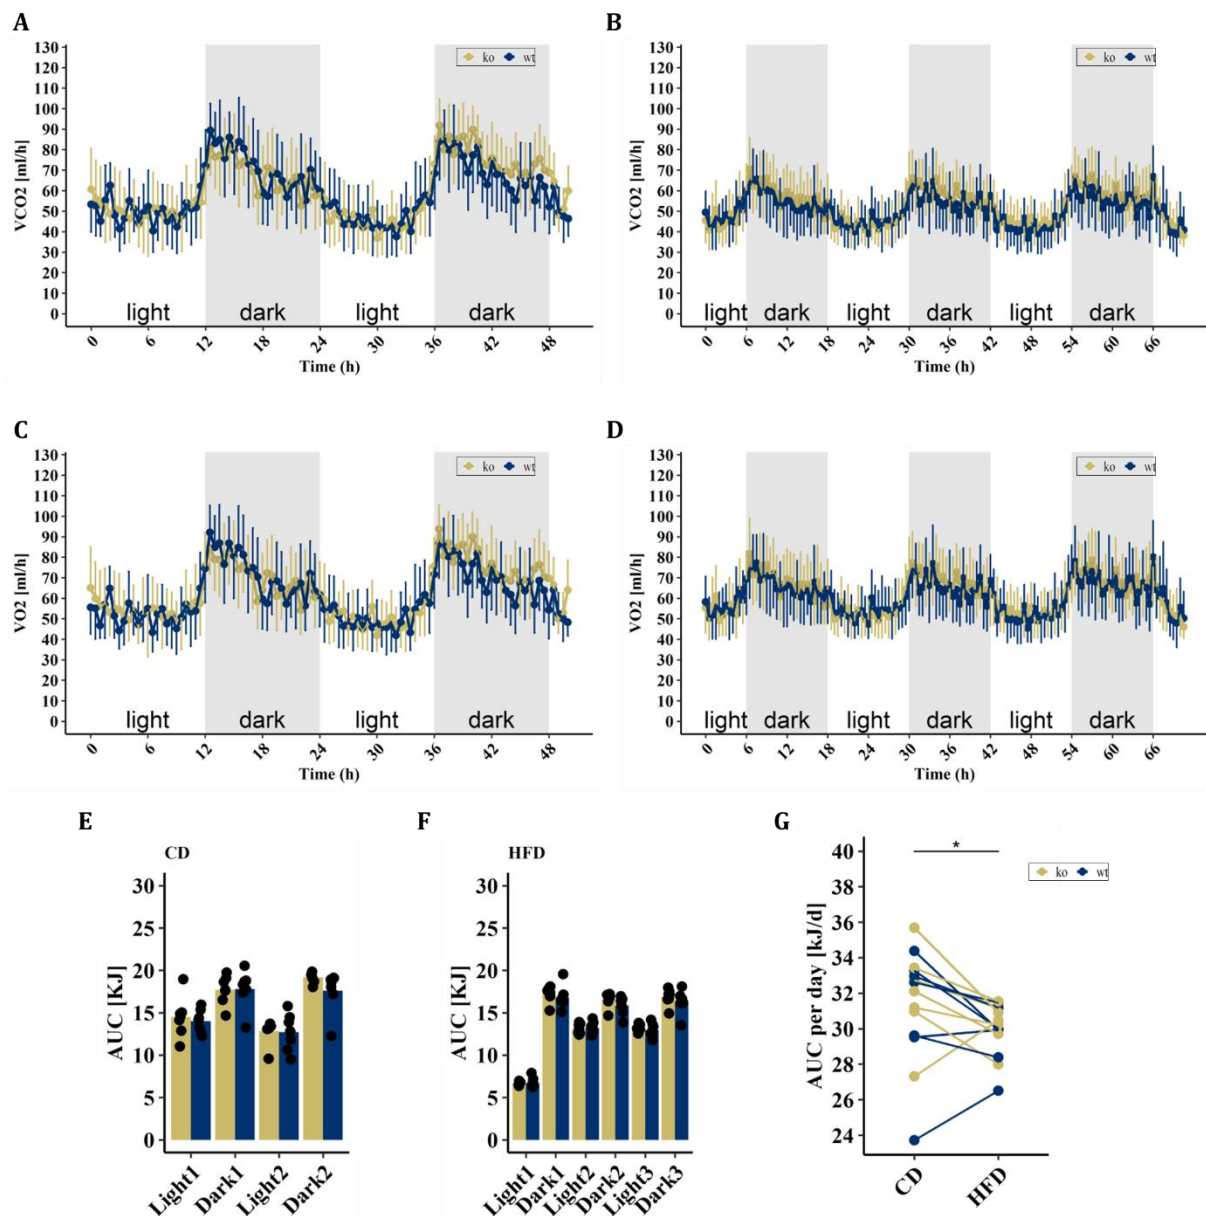 A
B
130
120
110
100
90
80
70
60
50
40
30
20
10
0
VCO2 [ml/h]
ko wt
light dark light dark
0 6 12 18 24 30 36 42 48
Time (h)
130
120
110
100
90
80
70
60
50
40
30
20
10
0
VCO2 [ml/h]
ko wt
light dark light dark light dark
0 6 12 18 24 30 36 42 48 54 60 66
Time (h)
C
D
130
120
110
100
90
80
70
60
50
40
30
20
10
0
VO2 [ml/h]
ko wt
light dark light dark
0 6 12 18 24 30 36 42 48
Time (h)
130
120
110
100
90
80
70
60
50
40
30
20
10
0
VO2 [ml/h]
ko wt
light dark light dark light dark
0 6 12 18 24 30 36 42 48 54 60 66
Time (h)
E
CD
30
25
20
15
10
5
0
AUC [KJ]
Light1 Dark1 Light2 Dark2
F
HFD
30
25
20
15
10
5
0
AUC [KJ]
Light1 Dark1 Light2 Dark2 Light3 Dark3
G
40
38
36
34
32
30
28
26
24
AUC per day [kJ/d]
*
ko wt
CD HFD